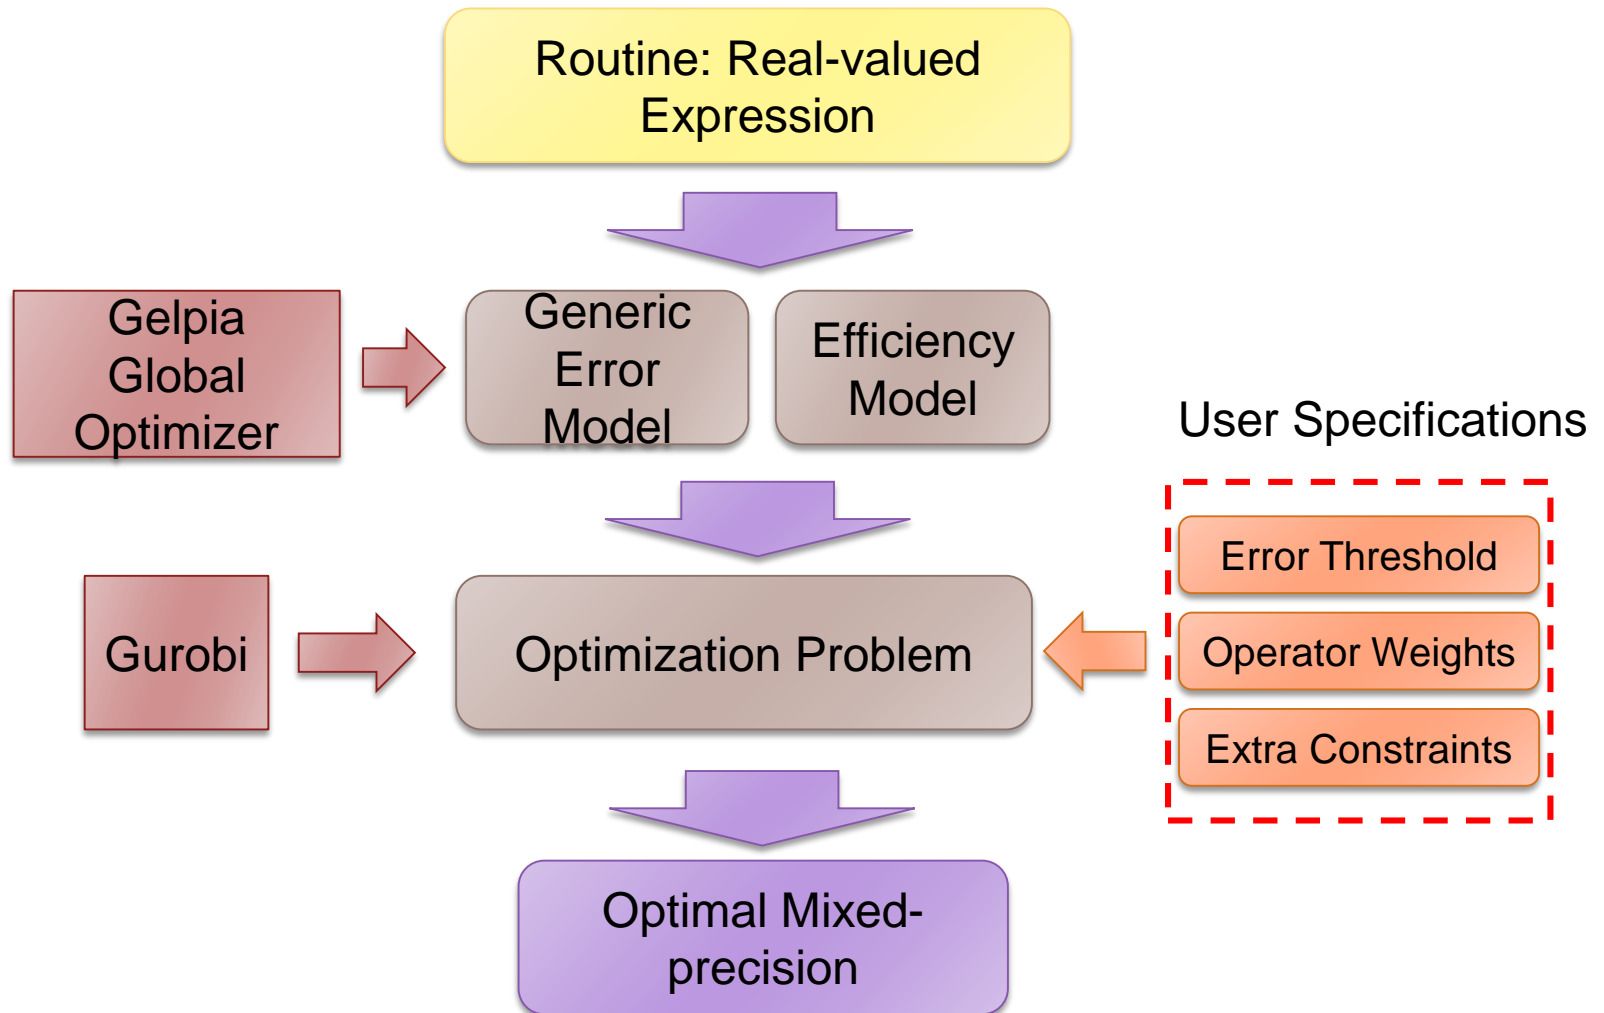 Routine: Real-valued
Expression
Gelpia
Global
Optimizer
Generic
Error
Model
Efficiency
Model
User Specifications
Error Threshold
Operator Weights
Extra Constraints
Gurobi
Optimization Problem
Optimal Mixed-
precision